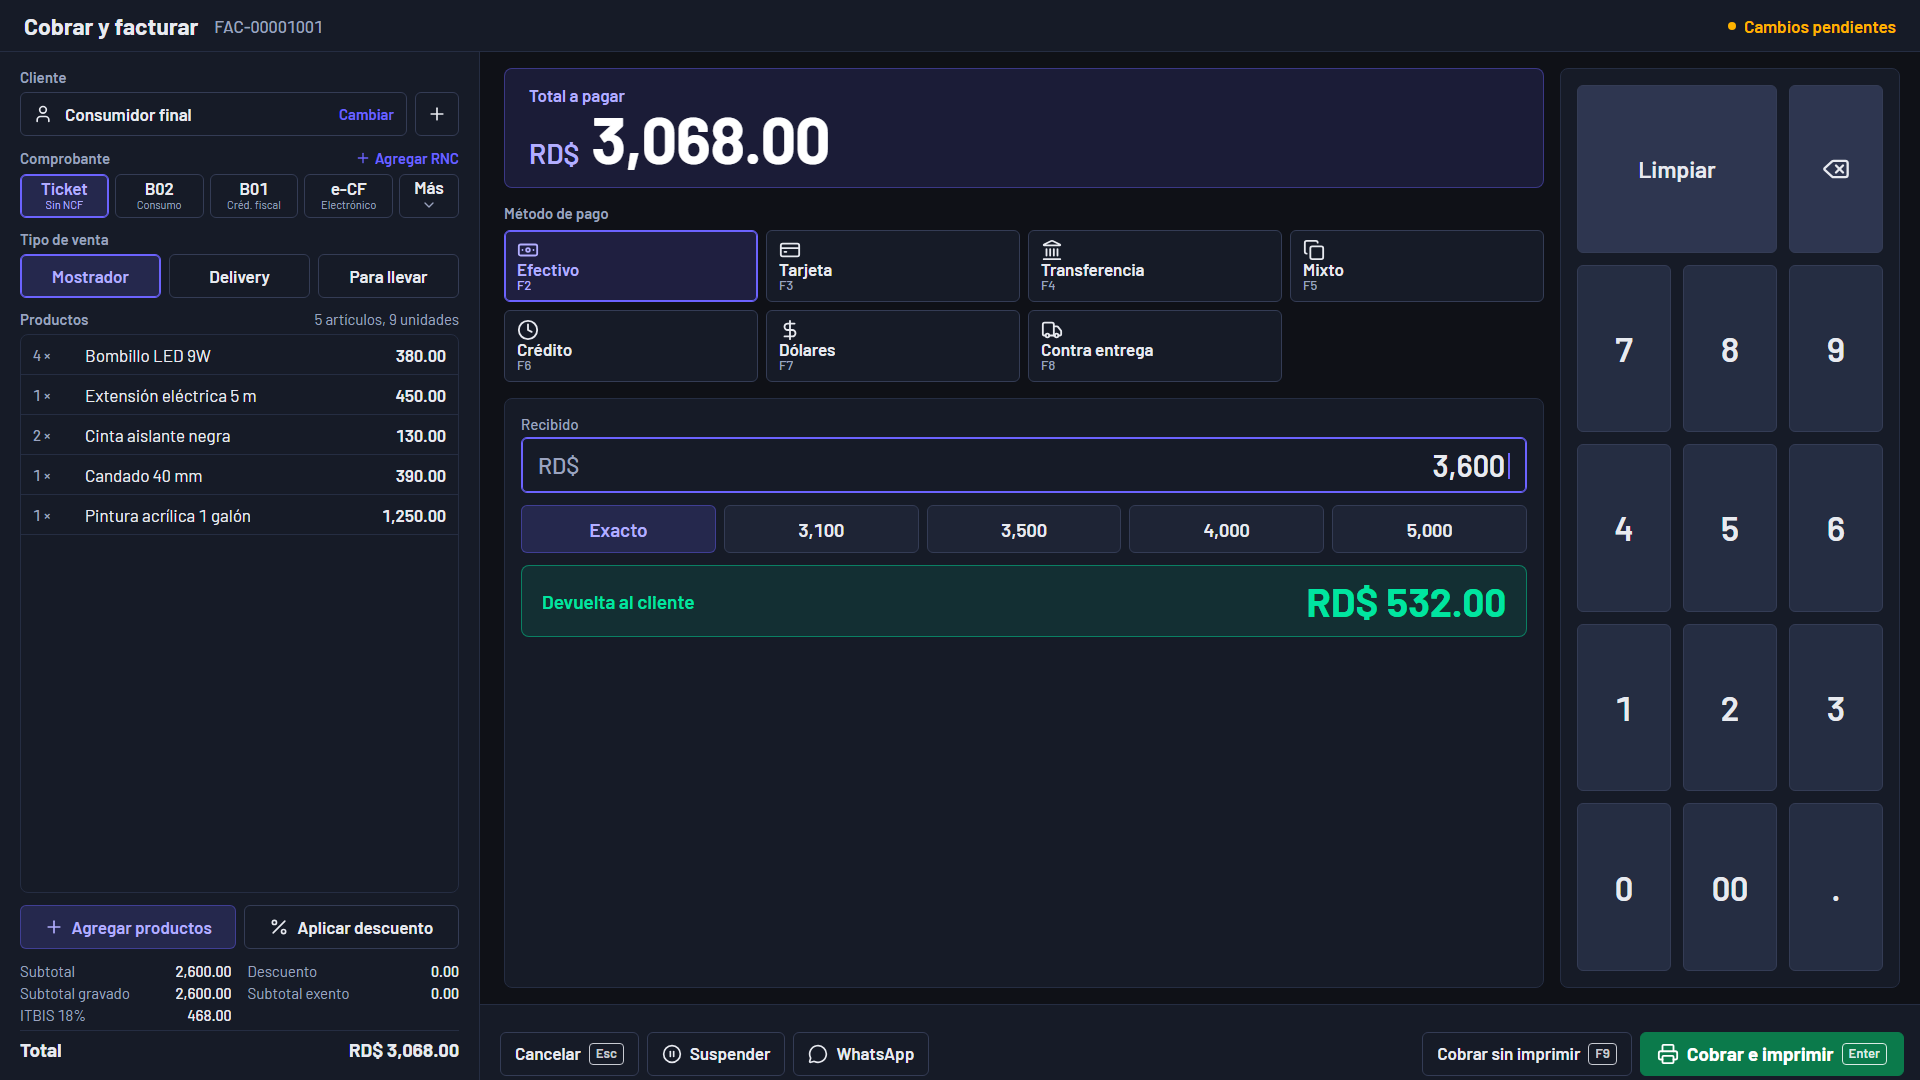 Cobrar y facturar FAC-00001001
Cambios pendientes
Cliente
Consumidor final Cambiar
Comprobante + Agregar RNC
Ticket B02 B01 e-CF Más
Sin NCF Consumo Créd. fiscal Electrónico
Tipo de venta
Mostrador Delivery Para llevar
Productos 5 artículos, 9 unidades
4 × Bombillo LED 9W 380.00
1 × Extensión eléctrica 5 m 450.00
2 × Cinta aislante negra 130.00
1 × Candado 40 mm 390.00
1 × Pintura acrílica 1 galón 1,250.00
+ Agregar productos % Aplicar descuento
Subtotal 2,600.00 Descuento 0.00
Subtotal gravado 2,600.00 Subtotal exento 0.00
ITBIS 18% 468.00
Total RD$ 3,068.00
Total a pagar
RD$ 3,068.00
Método de pago
Efectivo Tarjeta Transferencia Mixto
F2 F3 F4 F5
Crédito Dólares Contra entrega
F6 F7 F8
Recibido
RD$ 3,600
Exacto 3,100 3,500 4,000 5,000
Devuelta al cliente RD$ 532.00
Limpiar
7 8 9
4 5 6
1 2 3
0 00 .
Cancelar Esc Suspender WhatsApp
Cobrar sin imprimir F9 Cobrar e imprimir Enter